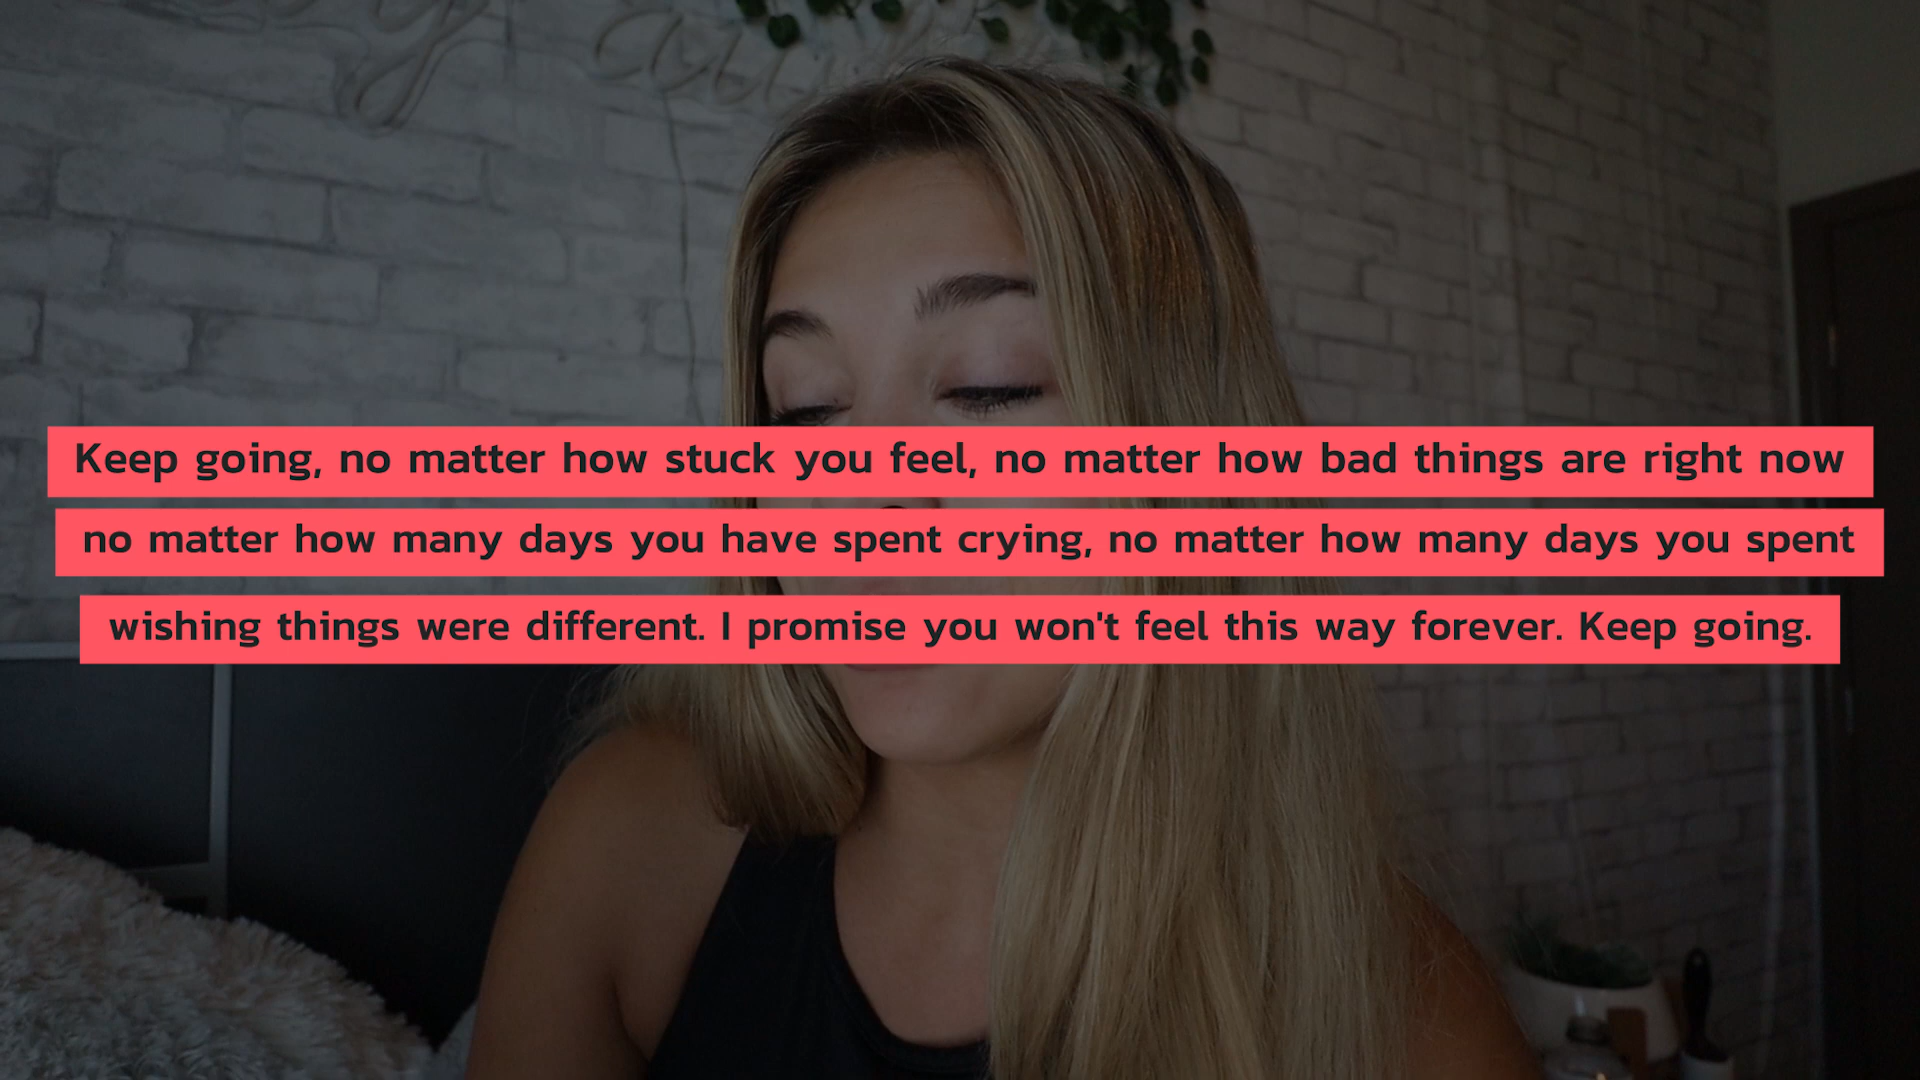 Keep going, no matter how stuck you feel, no matter how bad things are right now
no matter how many days you have spent crying, no matter how many days you spent
wishing things were different. I promise you won't feel this way forever. Keep going.